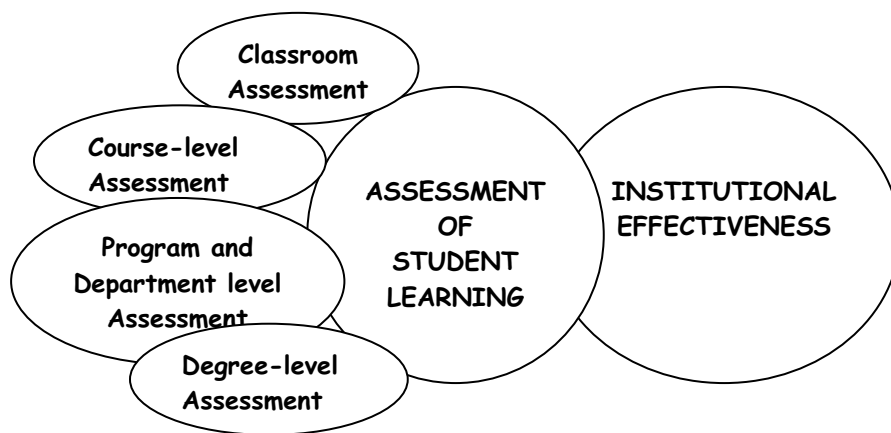 Classroom
Assessment
Course-level
Assessment
Program and
Department level
Assessment
Degree-level
Assessment
ASSESSMENT
OF
STUDENT
LEARNING
INSTITUTIONAL
EFFECTIVENESS